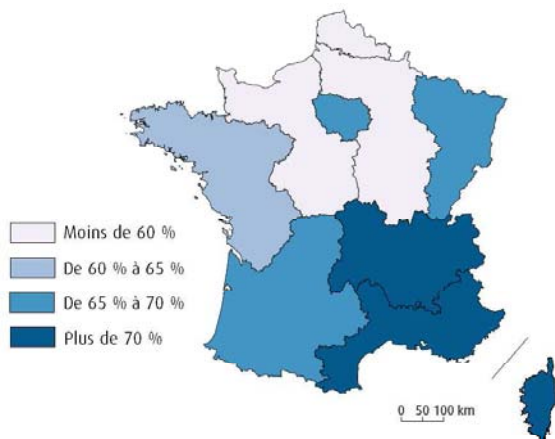 Moins de 60 %
De 60 % à 65 %
De 65 % à 70 %
Plus de 70 %
0 50 100 km